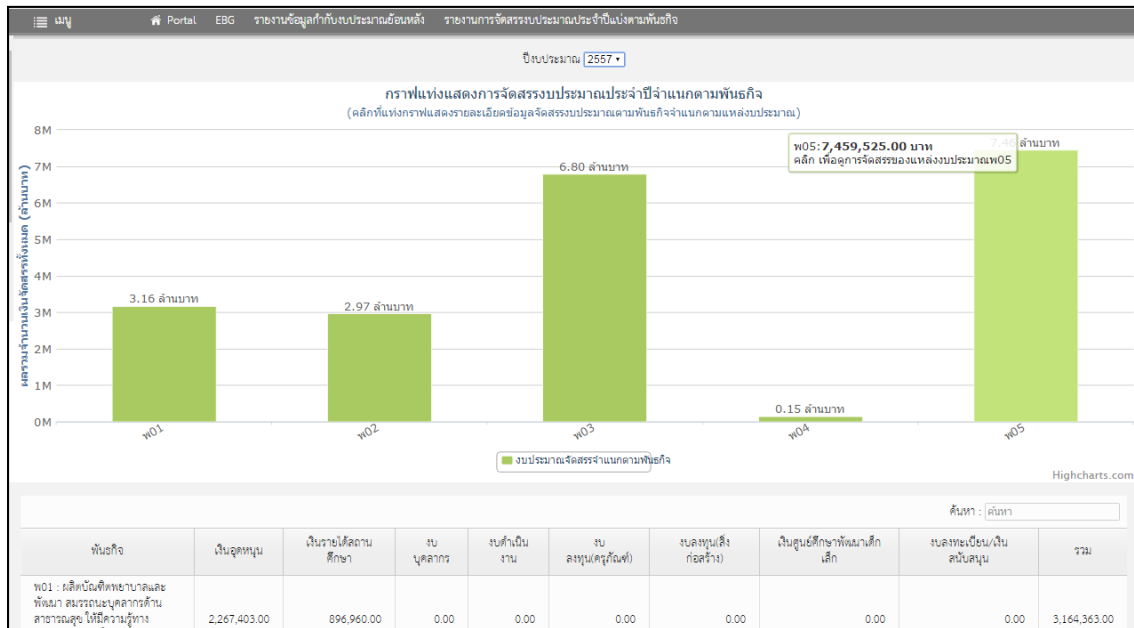 เมนู Portal EBG รายงานข้อมูลกำกับงบประมาณย้อนหลัง รายงานการจัดสรรงบประมาณประจำปีแบ่งตามพันธกิจ
ปีงบประมาณ 2557
กราฟแท่งแสดงการจัดสรรงบประมาณประจำปีจำแนกตามพันธกิจ
(คลิกที่แท่งกราฟแสดงรายละเอียดข้อมูลจัดสรรงบประมาณตามพันธกิจจำแนกตามแหล่งงบประมาณ)
ผลรวมจำนวนเงินจัดสรรทั้งหมด (ล้านบาท)
8M
7M
6M
5M
4M
3M
2M
1M
0M
3.16 ล้านบาท
2.97 ล้านบาท
6.80 ล้านบาท
0.15 ล้านบาท
7.46 ล้านบาท
พ05:7,459,525.00 บาท
คลิก เพื่อดูการจัดสรรของแหล่งงบประมาณพ05
พ01 พ02 พ03 พ04 พ05
งบประมาณจัดสรรจำแนกตามพันธกิจ
Highcharts.com
ค้นหา : ค้นหา
พันธกิจ เงินอุดหนุน เงินรายได้สถานศึกษา งบบุคลากร งบดำเนินงาน งบลงทุน(ครุภัณฑ์) งบลงทุน(สิ่งก่อสร้าง) เงินศูนย์ศึกษาพัฒนาเด็กเล็ก งบลงทะเบียน/เงินสนับสนุน รวม
พ01 : ผลิตบัณฑิตพยาบาลและ
พัฒนา สมรรถนะบุคลากรด้าน
สาธารณสุข ให้มีความรู้ทาง
2,267,403.00 896,960.00 0.00 0.00 0.00 0.00 0.00 0.00 3,164,363.00